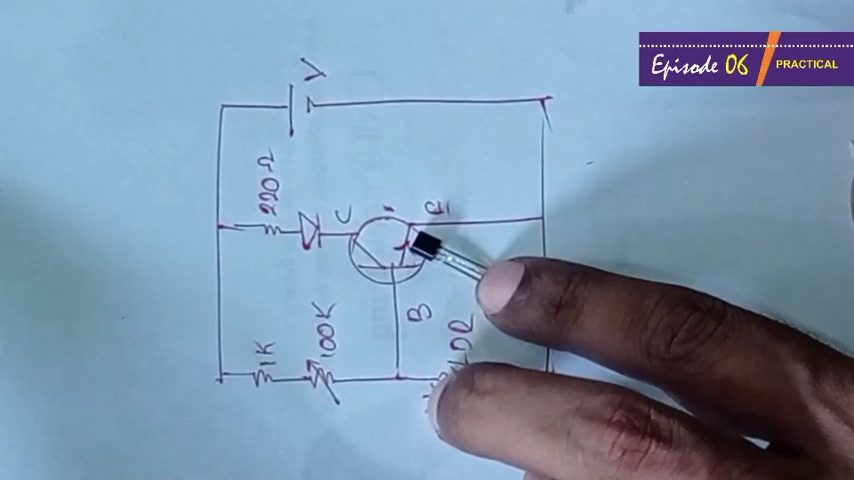 Episode 06
PRACTICAL
V
220Ω
C
E
1K
100K
B
LDR